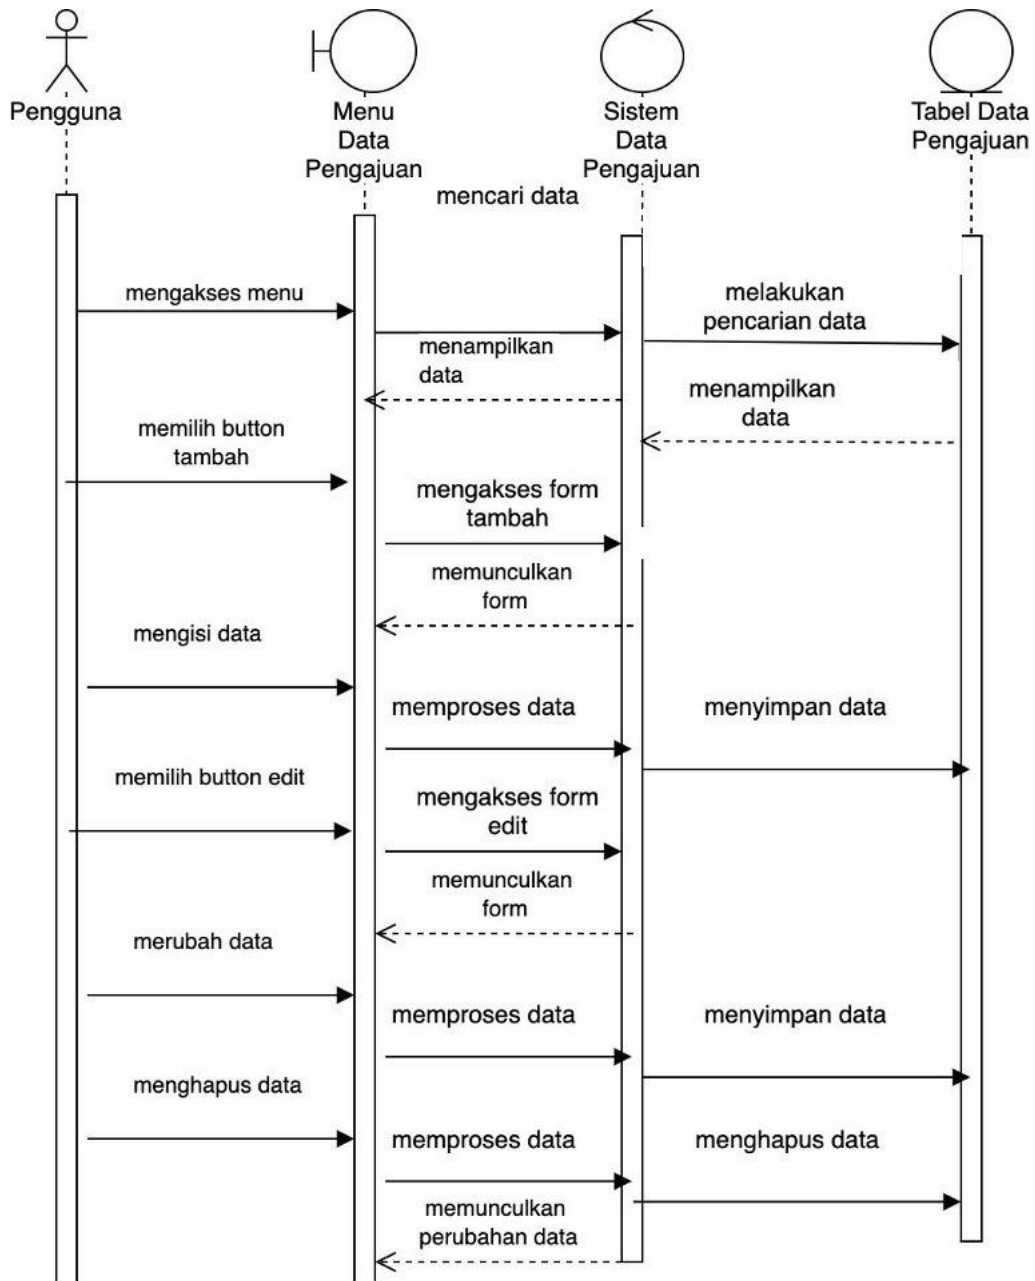 Pengguna
Menu
Data
Pengajuan
Sistem
Data
Pengajuan
Tabel Data
Pengajuan
mencari data
mengakses menu
melakukan
pencarian data
menampilkan
data
menampilkan
data
memilih button
tambah
mengakses form
tambah
memunculkan
form
mengisi data
memproses data
menyimpan data
memilih button edit
mengakses form
edit
memunculkan
form
merubah data
memproses data
menyimpan data
menghapus data
memproses data
menghapus data
memunculkan
perubahan data